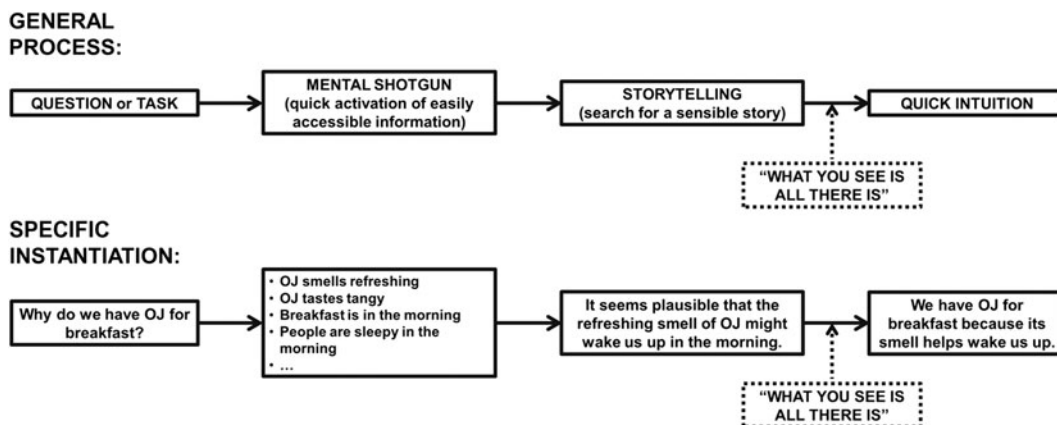 GENERAL
PROCESS:
QUESTION or TASK
MENTAL SHOTGUN
(quick activation of easily
accessible information)
STORYTELLING
(search for a sensible story)
QUICK INTUITION
“WHAT YOU SEE IS
ALL THERE IS”
SPECIFIC
INSTANTIATION:
Why do we have OJ for
breakfast?
• OJ smells refreshing
• OJ tastes tangy
• Breakfast is in the morning
• People are sleepy in the
morning
• ...
It seems plausible that the
refreshing smell of OJ might
wake us up in the morning.
We have OJ for
breakfast because its
smell helps wake us up.
“WHAT YOU SEE IS
ALL THERE IS”